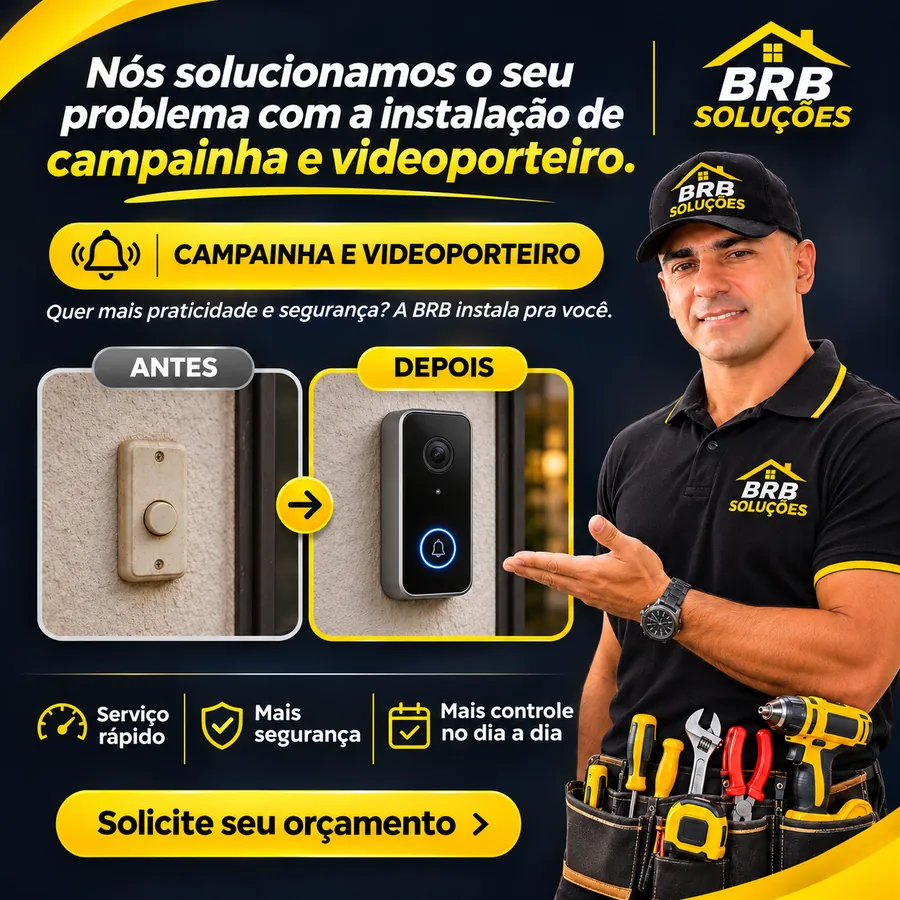 Nós solucionamos o seu
problema com a instalação de
campainha e videoporteiro.
BRB
SOLUÇÕES
BRB
SOLUÇÕES
CAMPAINHA E VIDEOPORTEIRO
Quer mais praticidade e segurança? A BRB instala pra você.
ANTES
DEPOIS
BRB
SOLUÇÕES
Serviço
rápido
Mais
segurança
Mais controle
no dia a dia
Solicite seu orçamento